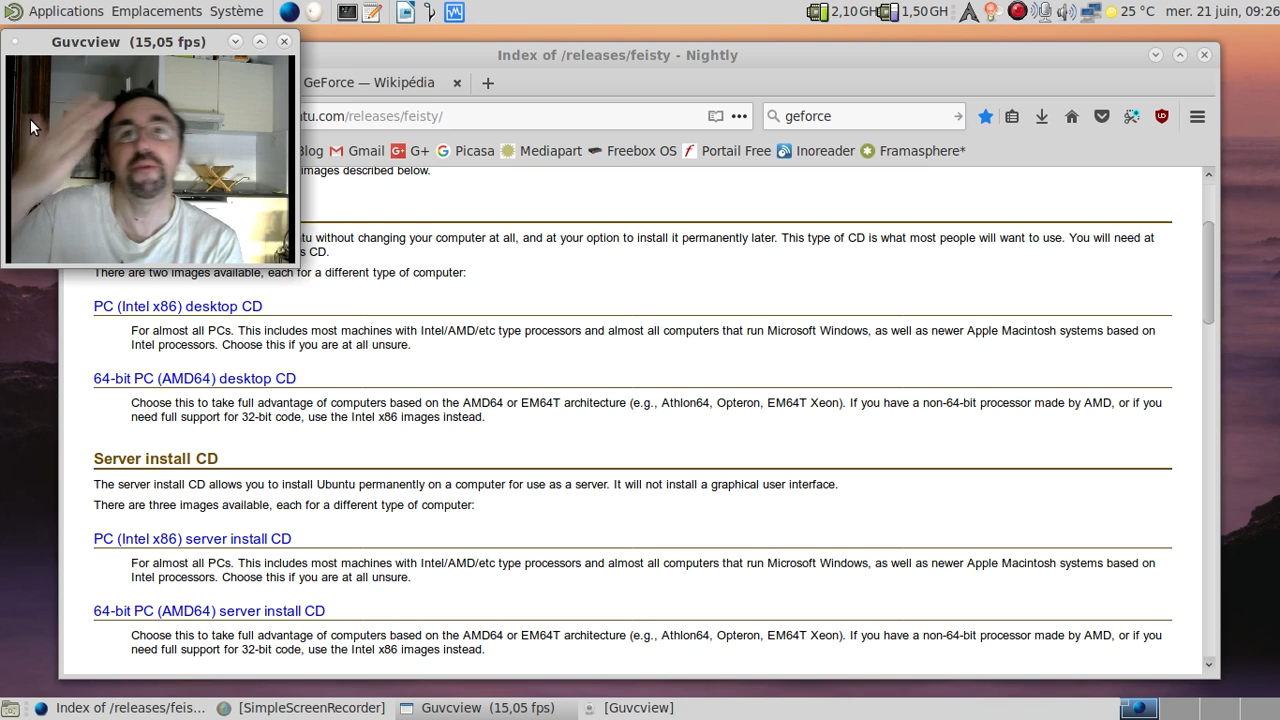 Applications Emplacements Système 2,10 GH 1,50 GH 25 °C mer. 21 juin, 09:26
Guvcview (15,05 fps)
Index of /releases/feisty/ - Nightly
GeForce — Wikipédia
tu.com/releases/feisty/ geforce
Blog Gmail G+ Picasa Mediapart Freebox OS Portail Free Inoreader Framasphere*
images described below.
tu without changing your computer at all, and at your option to install it permanently later. This type of CD is what most people will want to use. You will need at
s CD.
There are two images available, each for a different type of computer:
PC (Intel x86) desktop CD
For almost all PCs. This includes most machines with Intel/AMD/etc type processors and almost all computers that run Microsoft Windows, as well as newer Apple Macintosh systems based on
Intel processors. Choose this if you are at all unsure.
64-bit PC (AMD64) desktop CD
Choose this to take full advantage of computers based on the AMD64 or EM64T architecture (e.g., Athlon64, Opteron, EM64T Xeon). If you have a non-64-bit processor made by AMD, or if you
need full support for 32-bit code, use the Intel x86 images instead.
Server install CD
The server install CD allows you to install Ubuntu permanently on a computer for use as a server. It will not install a graphical user interface.
There are three images available, each for a different type of computer:
PC (Intel x86) server install CD
For almost all PCs. This includes most machines with Intel/AMD/etc type processors and almost all computers that run Microsoft Windows, as well as newer Apple Macintosh systems based on
Intel processors. Choose this if you are at all unsure.
64-bit PC (AMD64) server install CD
Choose this to take full advantage of computers based on the AMD64 or EM64T architecture (e.g., Athlon64, Opteron, EM64T Xeon). If you have a non-64-bit processor made by AMD, or if you
need full support for 32-bit code, use the Intel x86 images instead.
Index of /releases/feis... [SimpleScreenRecorder] Guvcview (15,05 fps) [Guvcview]